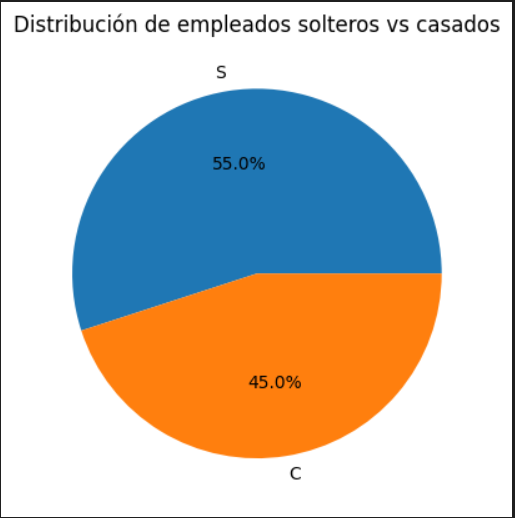 Distribución de empleados solteros vs casados
S
55.0%
45.0%
C